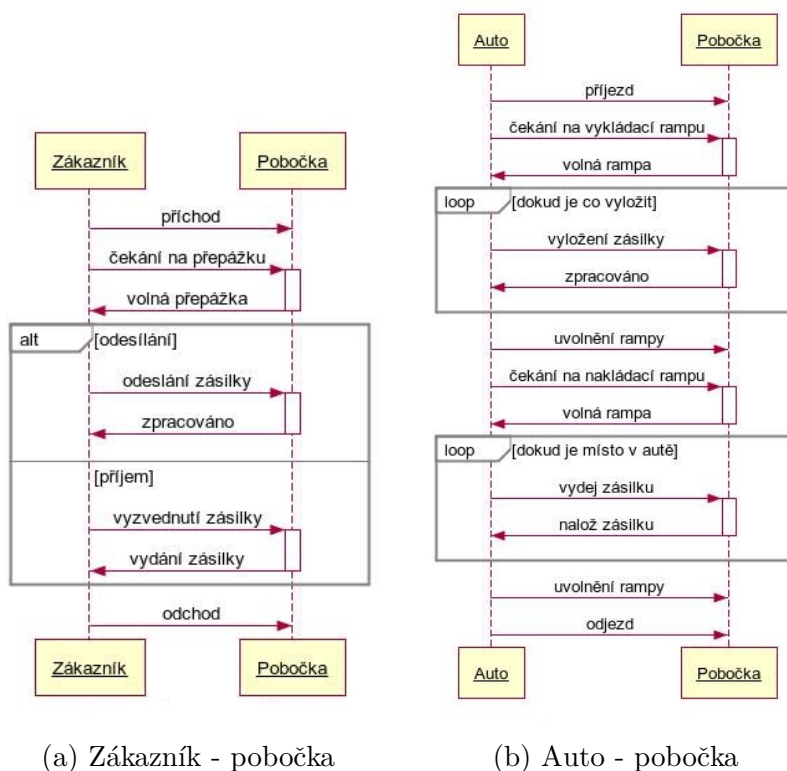 Zákazník
Pobočka
příchod
čekání na přepážku
volná přepážka
alt
[odesílání]
odeslání zásilky
zpracováno
[příjem]
vyzvednutí zásilky
vydání zásilky
odchod
Zákazník
Pobočka
(a) Zákazník - pobočka
Auto
Pobočka
příjezd
čekání na vykládací rampu
volná rampa
loop
[dokud je co vyložit]
vyložení zásilky
zpracováno
uvolnění rampy
čekání na nakládací rampu
volná rampa
loop
[dokud je místo v autě]
vydej zásilku
nalož zásilku
uvolnění rampy
odjezd
Auto
Pobočka
(b) Auto - pobočka